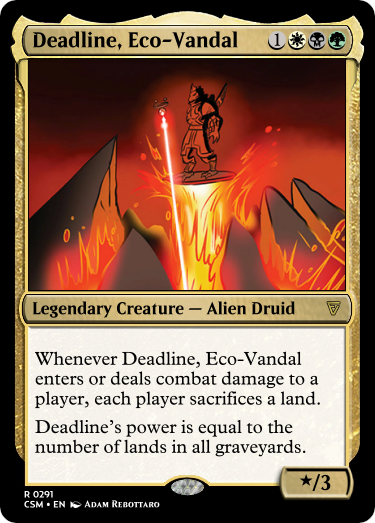 Deadline, Eco-Vandal 1
Legendary Creature — Alien Druid
Whenever Deadline, Eco-Vandal
enters or deals combat damage to a
player, each player sacrifices a land.
Deadline's power is equal to the
number of lands in all graveyards.
★/3
R 0291
CSM • EN Adam Rebottaro